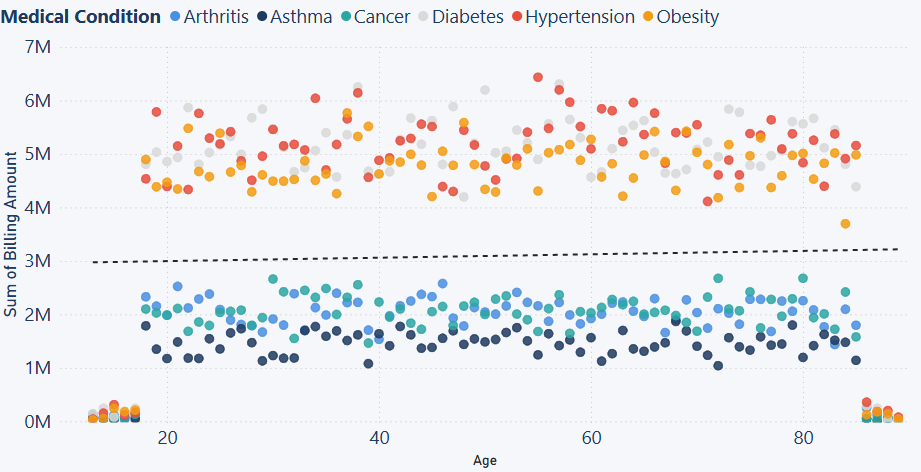 Medical Condition Arthritis Asthma Cancer Diabetes Hypertension Obesity
7M
6M
5M
4M
3M
2M
1M
0M
Sum of Billing Amount
20 40 60 80
Age